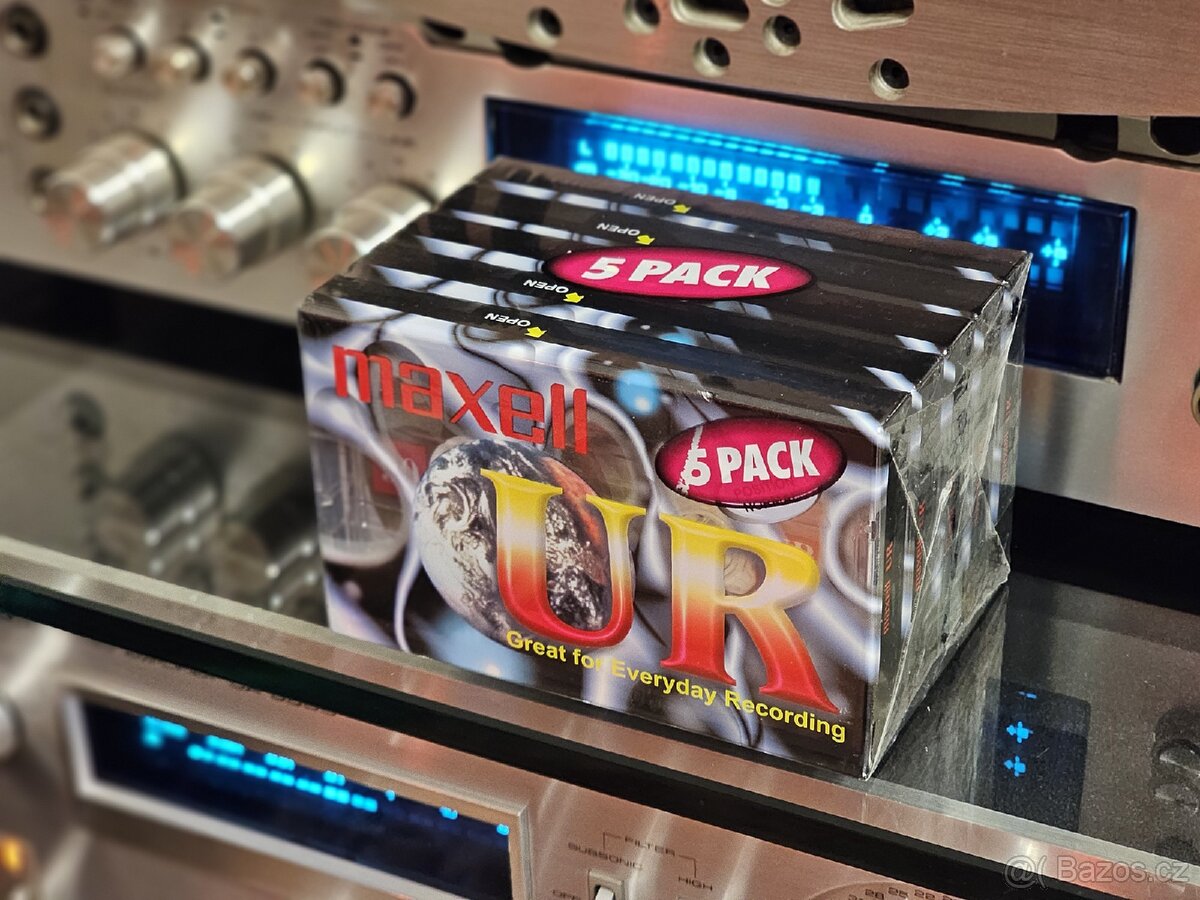 OPEN
OPEN
5 PACK
OPEN
OPEN
maxell
5 PACK
UR
Great for Everyday Recording
maxell UR
FILTER
SUBSONIC
HIGH
OFF
@( Bazos.cz